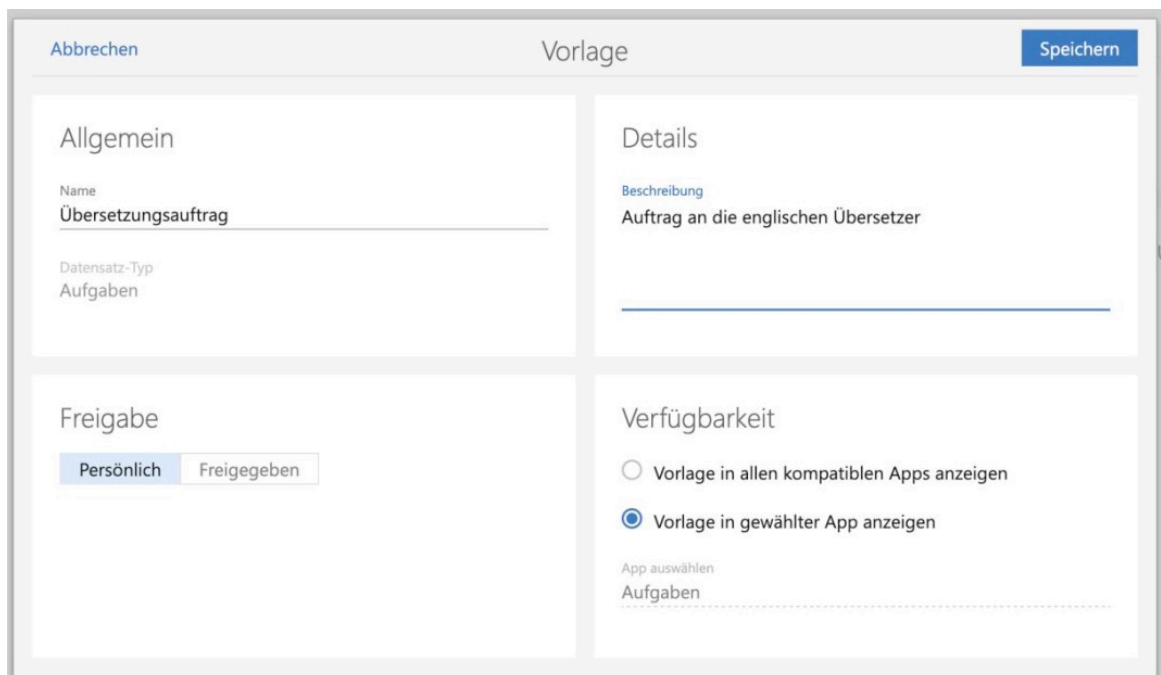 Abbrechen
Vorlage
Speichern
Allgemein
Name
Übersetzungsauftrag
Datensatz-Typ
Aufgaben
Details
Beschreibung
Auftrag an die englischen Übersetzer
Freigabe
Persönlich
Freigegeben
Verfügbarkeit
Vorlage in allen kompatiblen Apps anzeigen
Vorlage in gewählter App anzeigen
App auswählen
Aufgaben